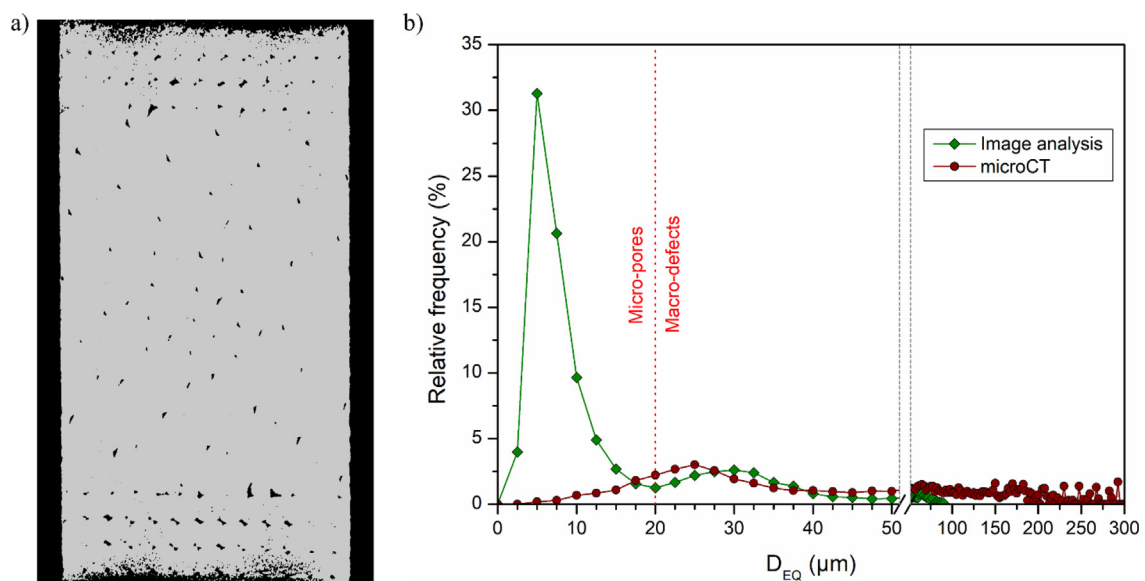 a)
b)
35
30
25
20
15
10
5
0
Relative frequency (%)
Micro-pores
Macro-defects
Image analysis
microCT
0 10 20 30 40 50 100 150 200 250 300
D_EQ (µm)